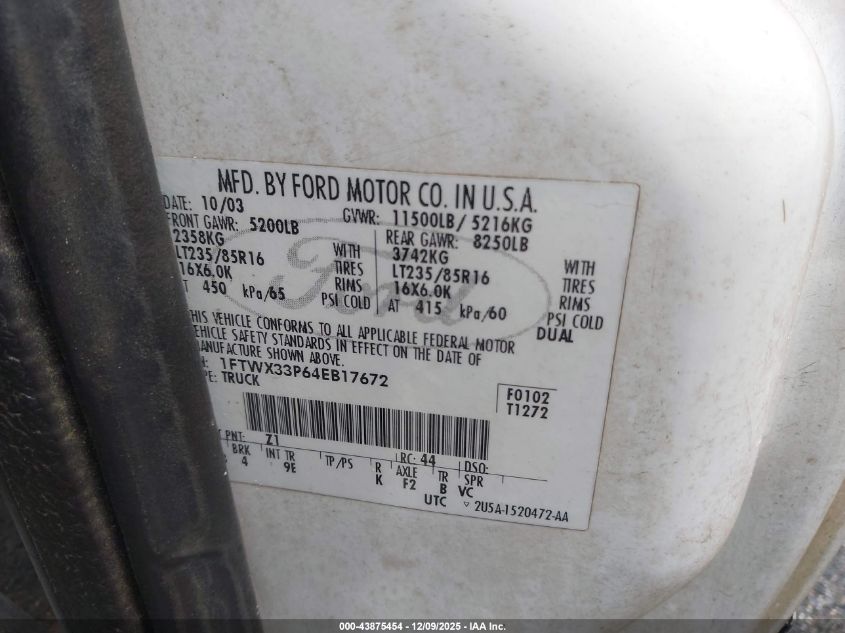 MFD. BY FORD MOTOR CO. IN U.S.A.
DATE: 10/03 GVWR: 11500LB/ 5216KG
FRONT GAWR: 5200LB REAR GAWR: 8250LB
2358KG WITH 3742KG WITH
LT235/85R16 TIRES LT235/85R16 TIRES
16X6.0K RIMS 16X6.0K RIMS
AT 450 kPa/65 PSI COLD AT 415 kPa/60 PSI COLD
DUAL
THIS VEHICLE CONFORMS TO ALL APPLICABLE FEDERAL MOTOR
VEHICLE SAFETY STANDARDS IN EFFECT ON THE DATE OF
MANUFACTURE SHOWN ABOVE.
1FTWX33P64EB17672
TRUCK
F0102
T1272
PNT: Z1 RC: 44 DSO:
BRK INT TR TP/PS R AXLE TR SPR
4 9E K F2 B VC
UTC ▽ 2U5A-1520472-AA
Ford
000-43875454 - 12/09/2025 - IAA Inc.